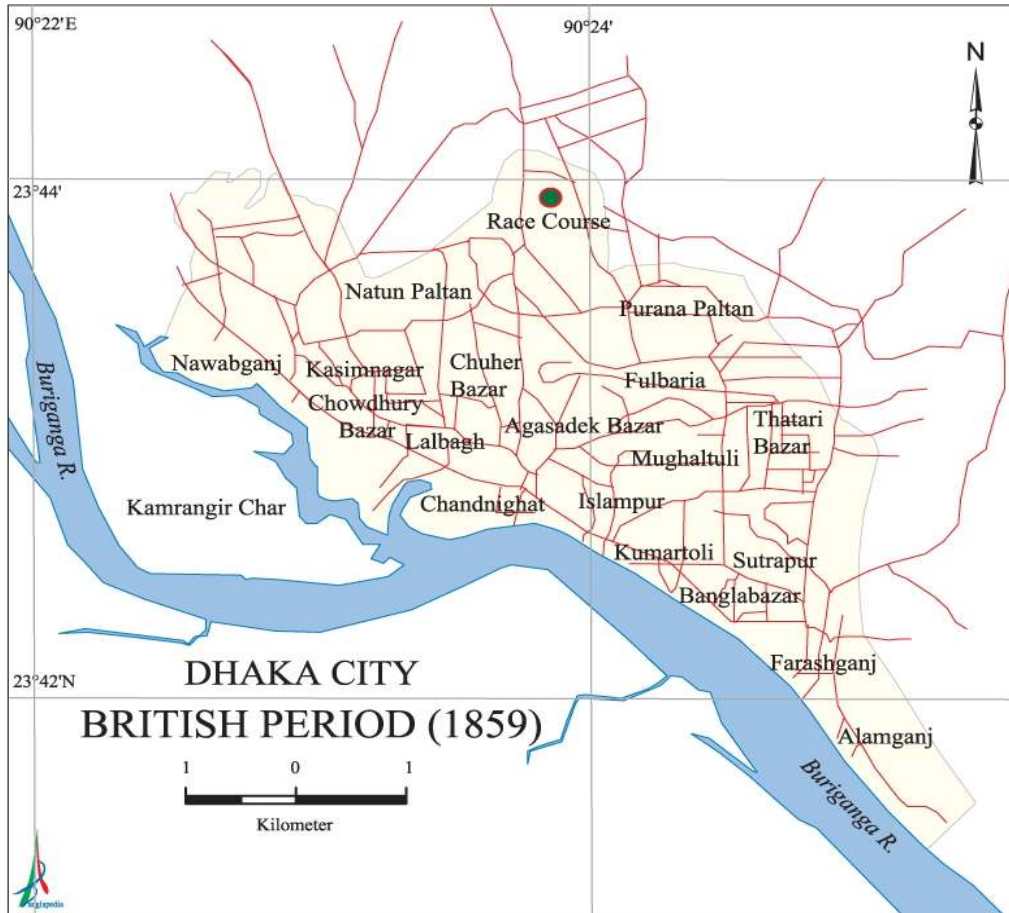 90°22'E
90°24'
N
23°44'
Race Course
Natun Paltan
Purana Paltan
Nawabganj
Kasimnagar
Chuher
Bazar
Fulbaria
Chowdhury
Bazar
Lalbagh
Agasadek Bazar
Thatari
Bazar
Mughaltuli
Buriganga R.
Kamrangir Char
Chandnighat
Islampur
Kumartoli
Sutrapur
Banglabazar
Farashganj
DHAKA CITY
BRITISH PERIOD (1859)
23°42'N
Alamganj
1 0 1
Kilometer
Buriganga R.